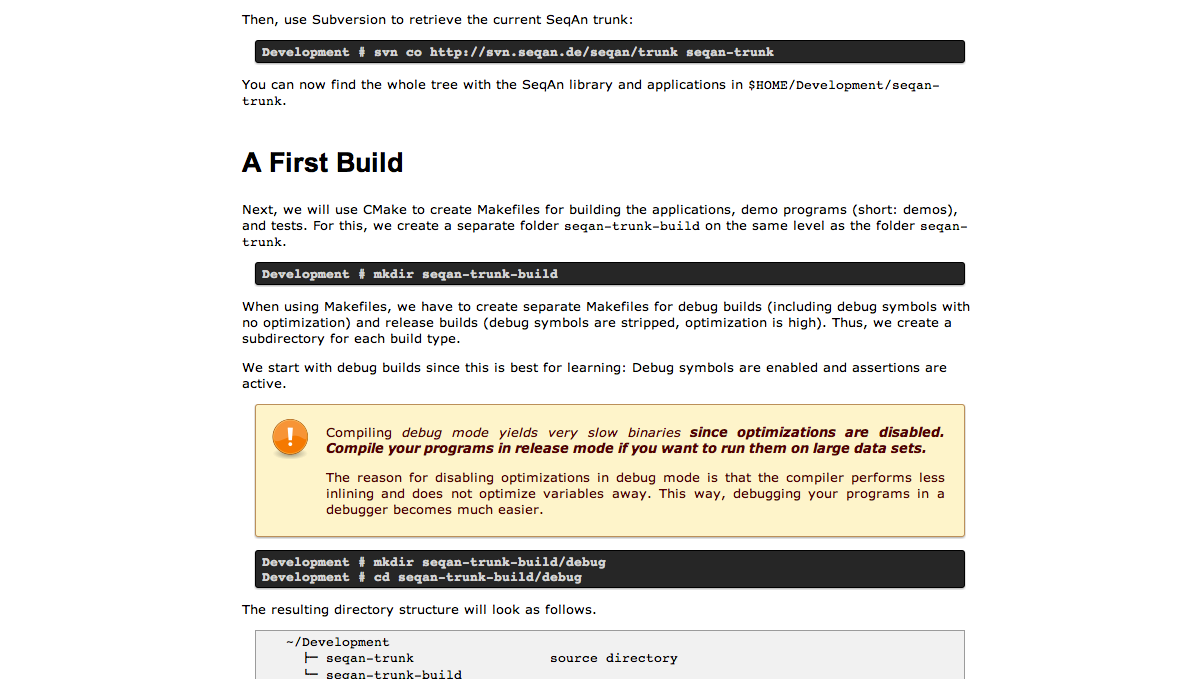 Then, use Subversion to retrieve the current SeqAn trunk:
Development # svn co http://svn.seqan.de/seqan/trunk seqan-trunk
You can now find the whole tree with the SeqAn library and applications in $HOME/Development/seqan-
trunk.
A First Build
Next, we will use CMake to create Makefiles for building the applications, demo programs (short: demos),
and tests. For this, we create a separate folder seqan-trunk-build on the same level as the folder seqan-
trunk.
Development # mkdir seqan-trunk-build
When using Makefiles, we have to create separate Makefiles for debug builds (including debug symbols with
no optimization) and release builds (debug symbols are stripped, optimization is high). Thus, we create a
subdirectory for each build type.
We start with debug builds since this is best for learning: Debug symbols are enabled and assertions are
active.
Compiling debug mode yields very slow binaries since optimizations are disabled.
Compile your programs in release mode if you want to run them on large data sets.
The reason for disabling optimizations in debug mode is that the compiler performs less
inlining and does not optimize variables away. This way, debugging your programs in a
debugger becomes much easier.
Development # mkdir seqan-trunk-build/debug
Development # cd seqan-trunk-build/debug
The resulting directory structure will look as follows.
~/Development
├─ seqan-trunk source directory
└─ seqan-trunk-build